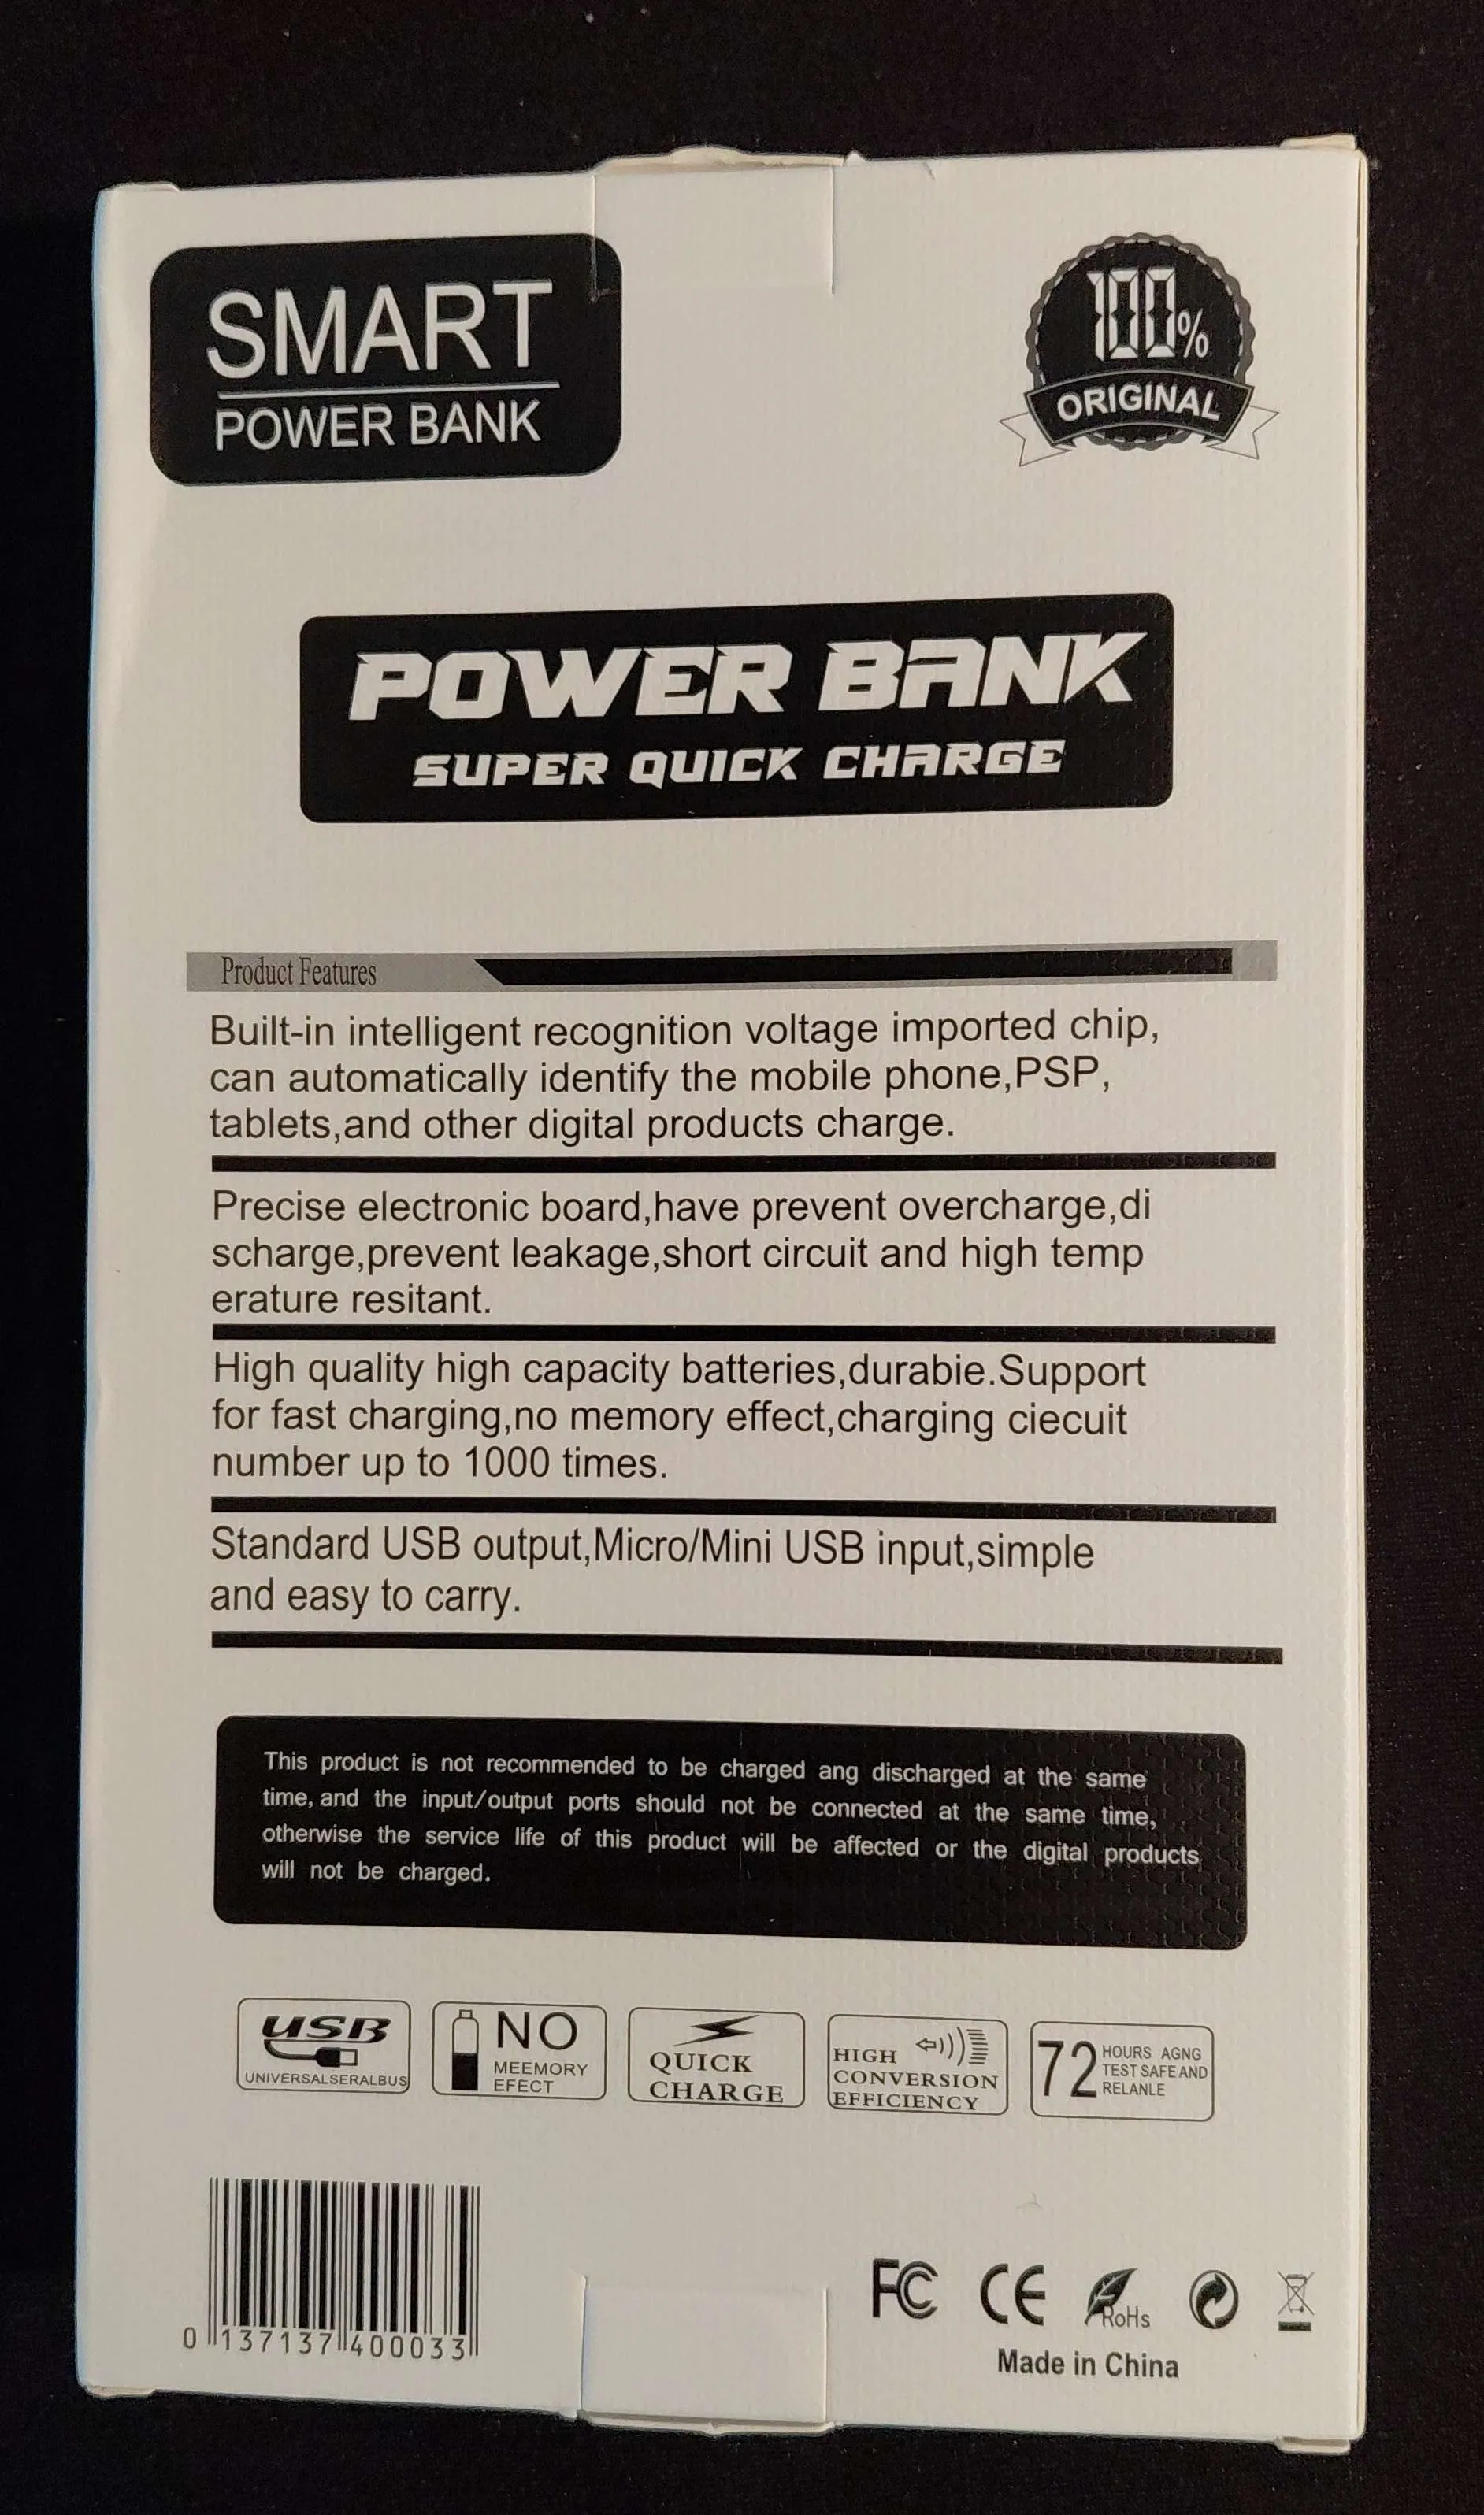 SMART
POWER BANK
100%
ORIGINAL
POWER BANK
SUPER QUICK CHARGE
Product Features
Built-in intelligent recognition voltage imported chip,
can automatically identify the mobile phone,PSP,
tablets,and other digital products charge.
Precise electronic board,have prevent overcharge,di
scharge,prevent leakage,short circuit and high temp
erature resitant.
High quality high capacity batteries,durabie.Support
for fast charging,no memory effect,charging ciecuit
number up to 1000 times.
Standard USB output,Micro/Mini USB input,simple
and easy to carry.
This product is not recommended to be charged ang discharged at the same
time, and the input/output ports should not be connected at the same time,
otherwise the service life of this product will be affected or the digital products
will not be charged.
USB
UNIVERSALSERALBUS
NO
MEEMORY
EFECT
QUICK
CHARGE
HIGH
CONVERSION
EFFICIENCY
72
HOURS AGNG
TEST SAFE AND
RELANLE
0 137137 400033
FC CE RoHs
Made in China